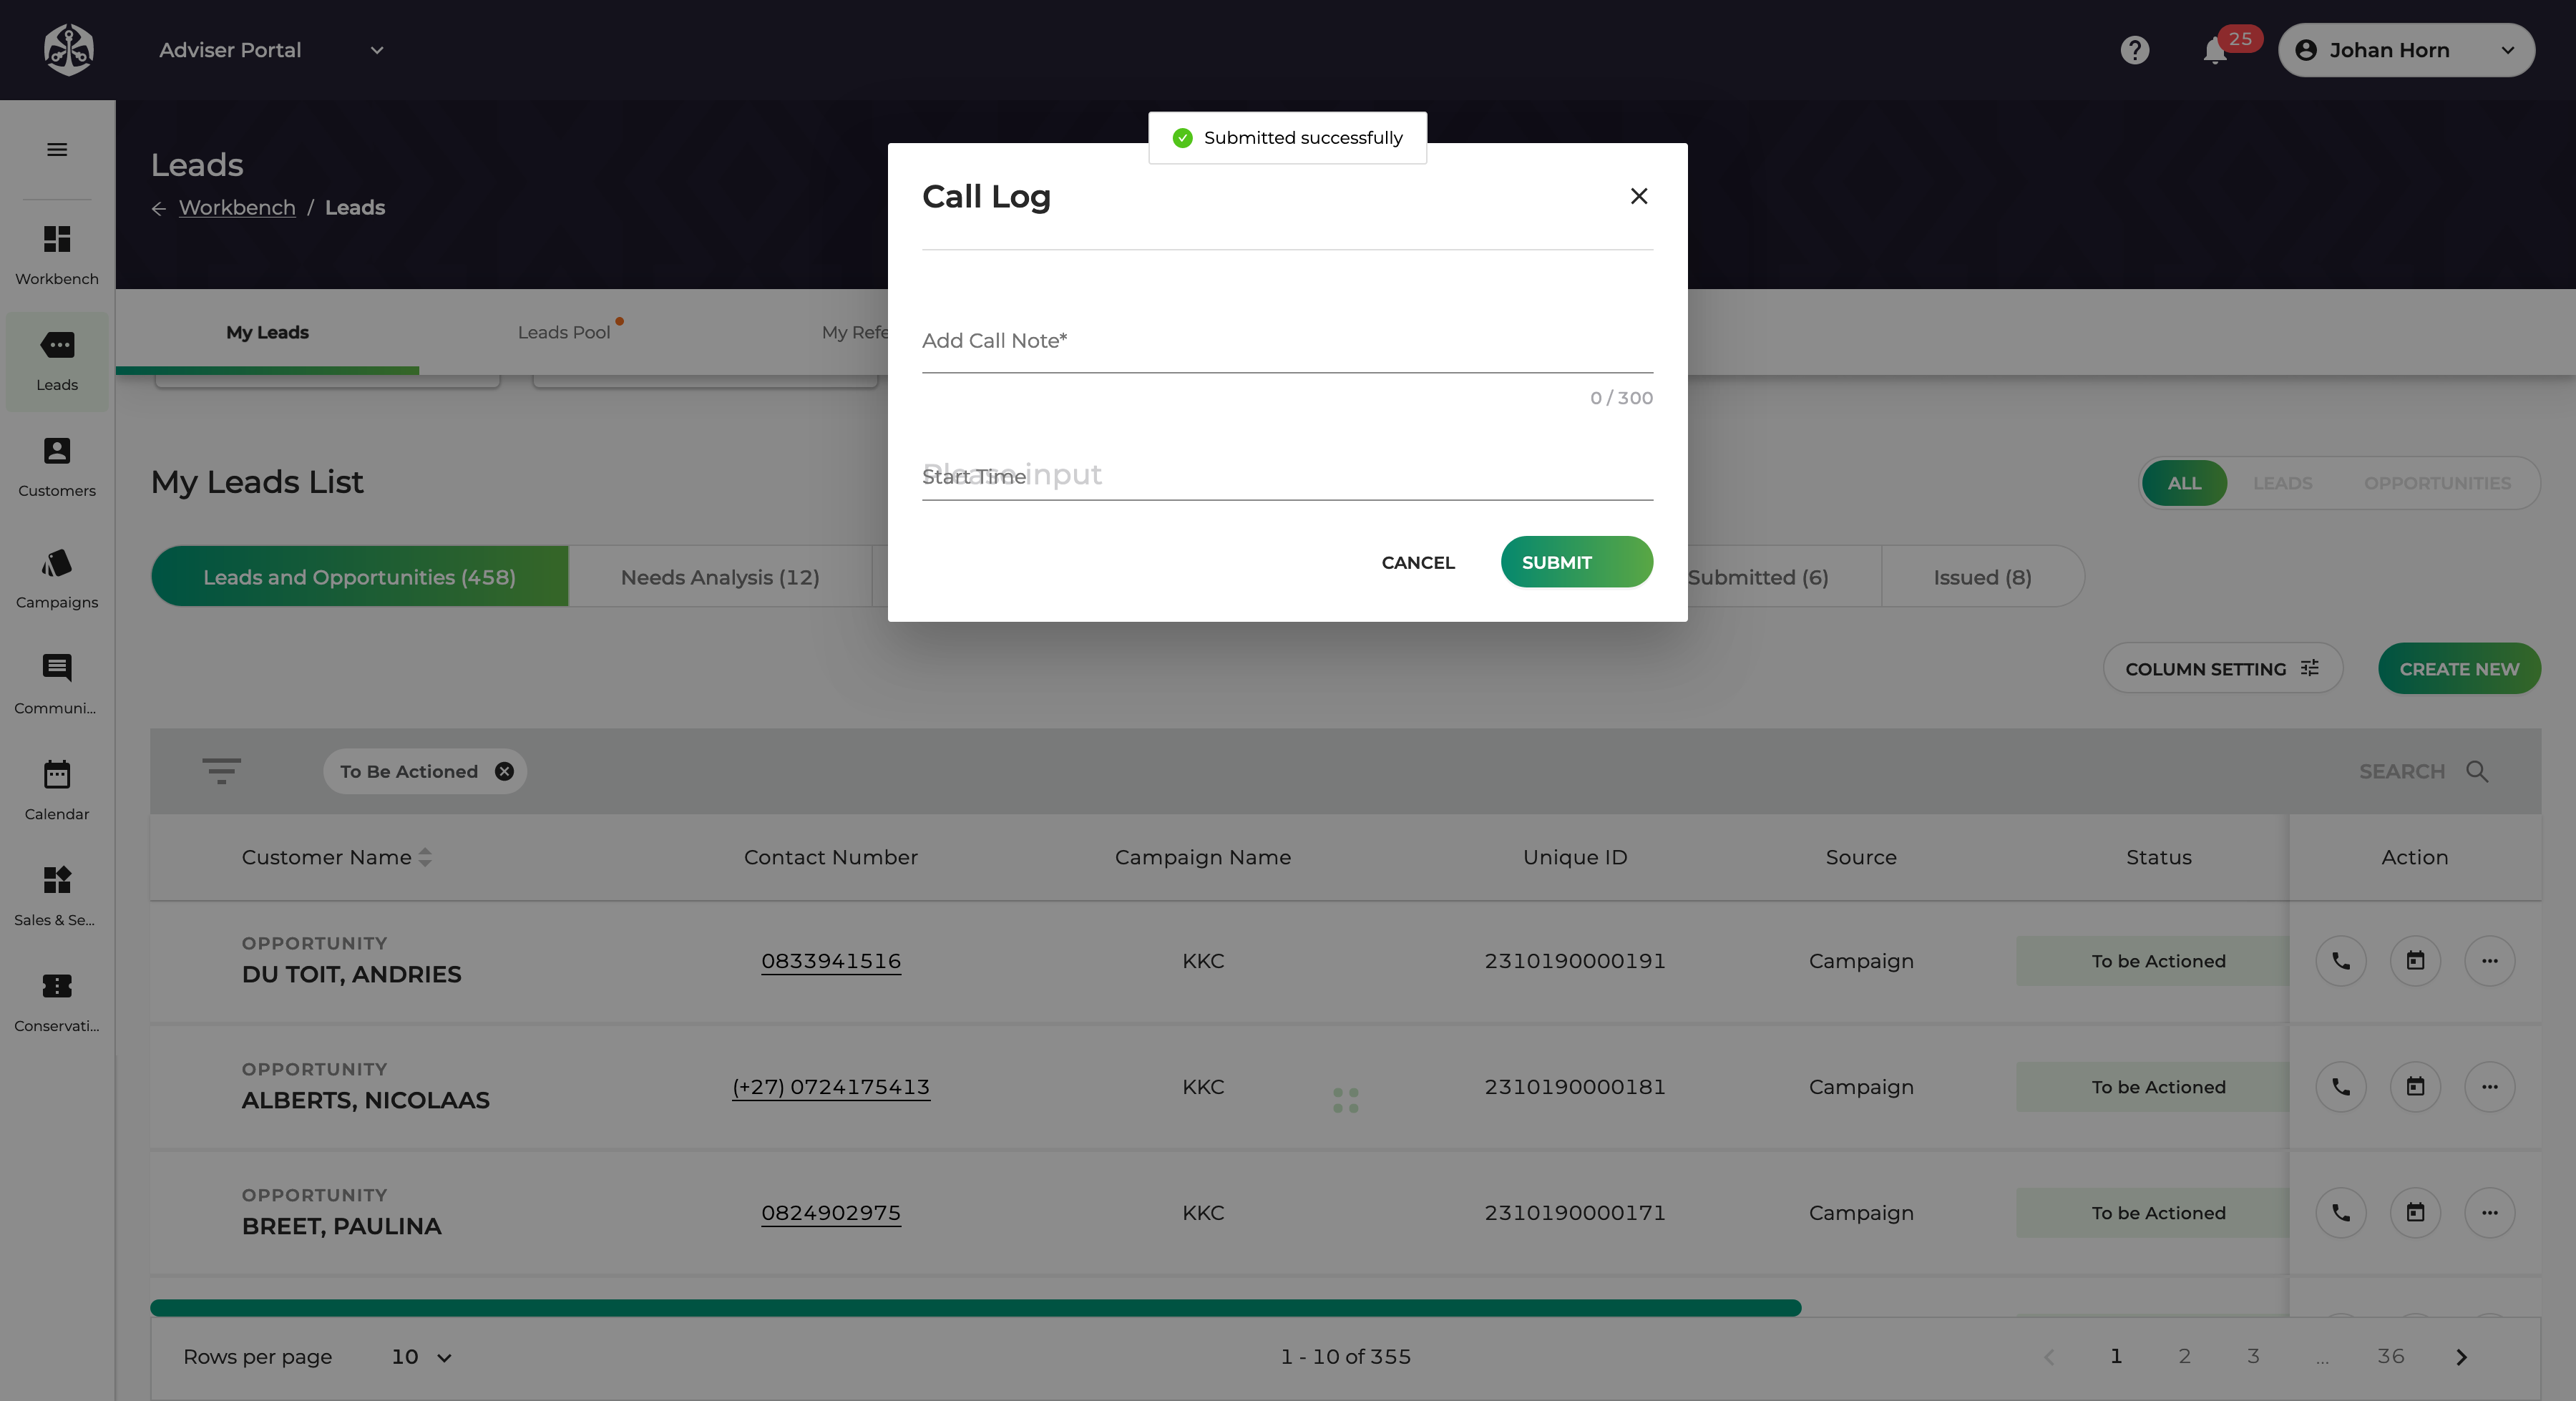 Adviser Portal
25
Johan Horn
Submitted successfully
Leads
Workbench / Leads
Call Log
Workbench
Leads
Customers
Campaigns
Communi...
Calendar
Sales & Se...
Conservati...
My Leads
Leads Pool
My Refe
Add Call Note*
0 / 300
Start Time
Please input
CANCEL
SUBMIT
My Leads List
ALL
LEADS
OPPORTUNITIES
Leads and Opportunities (458)
Needs Analysis (12)
Submitted (6)
Issued (8)
COLUMN SETTING
CREATE NEW
To Be Actioned
SEARCH
Customer Name
Contact Number
Campaign Name
Unique ID
Source
Status
Action
OPPORTUNITY
DU TOIT, ANDRIES
0833941516
KKC
2310190000191
Campaign
To be Actioned
OPPORTUNITY
ALBERTS, NICOLAAS
(+27) 0724175413
KKC
2310190000181
Campaign
To be Actioned
OPPORTUNITY
BREET, PAULINA
0824902975
KKC
2310190000171
Campaign
To be Actioned
Rows per page
10
1 - 10 of 355
1
2
3
...
36